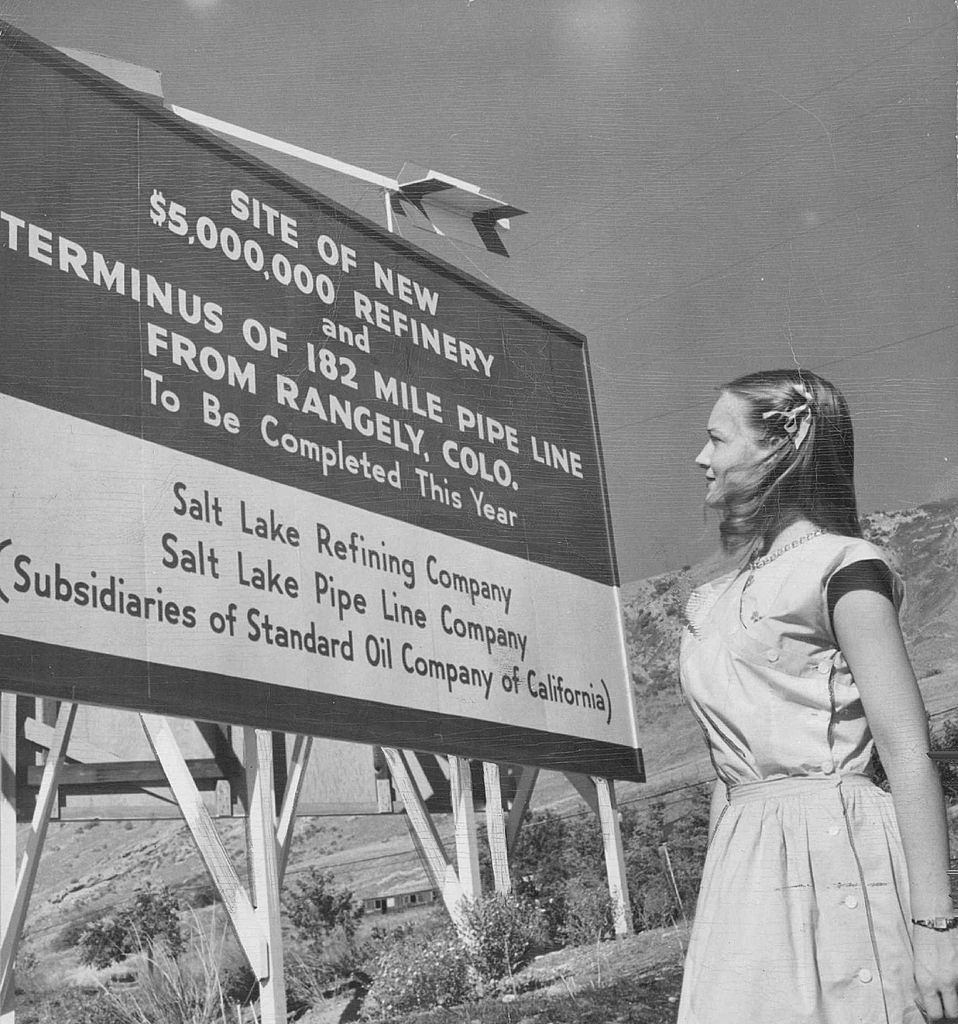 SITE OF NEW
$5,000,000 REFINERY
and
TERMINUS OF 182 MILE PIPE LINE
FROM RANGELY, COLO.
To Be Completed This Year
Salt Lake Refining Company
Salt Lake Pipe Line Company
(Subsidiaries of Standard Oil Company of California)